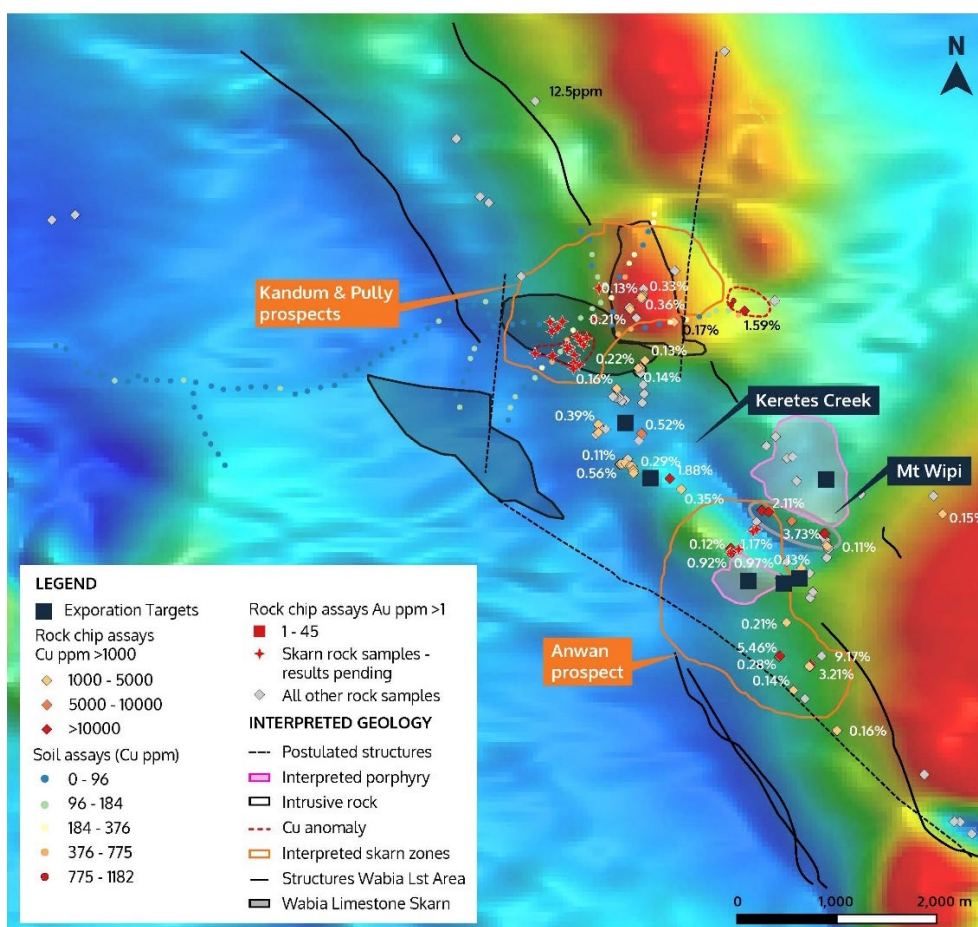 N
12.5ppm
Kandum & Pully
prospects
0.13%
0.33%
0.36%
0.21%
0.17%
1.59%
0.22%
0.13%
0.16%
0.14%
Keretes Creek
0.39%
0.52%
0.11%
0.29%
0.56%
1.88%
Mt Wipi
0.35%
2.11%
0.15%
3.73%
0.12%
1.17%
0.11%
0.92%
0.97%
0.43%
0.21%
Anwan
prospect
5.46%
9.17%
0.28%
3.21%
0.14%
0.16%
LEGEND
Exporation Targets
Rock chip assays
Cu ppm >1000
1000 - 5000
5000 - 10000
>10000
Soil assays (Cu ppm)
0 - 96
96 - 184
184 - 376
376 - 775
775 - 1182
Rock chip assays Au ppm >1
1 - 45
Skarn rock samples -
results pending
All other rock samples
INTERPRETED GEOLOGY
Postulated structures
Interpreted porphyry
Intrusive rock
Cu anomaly
Interpreted skarn zones
Structures Wabia Lst Area
Wabia Limestone Skarn
0
1,000
2,000 m